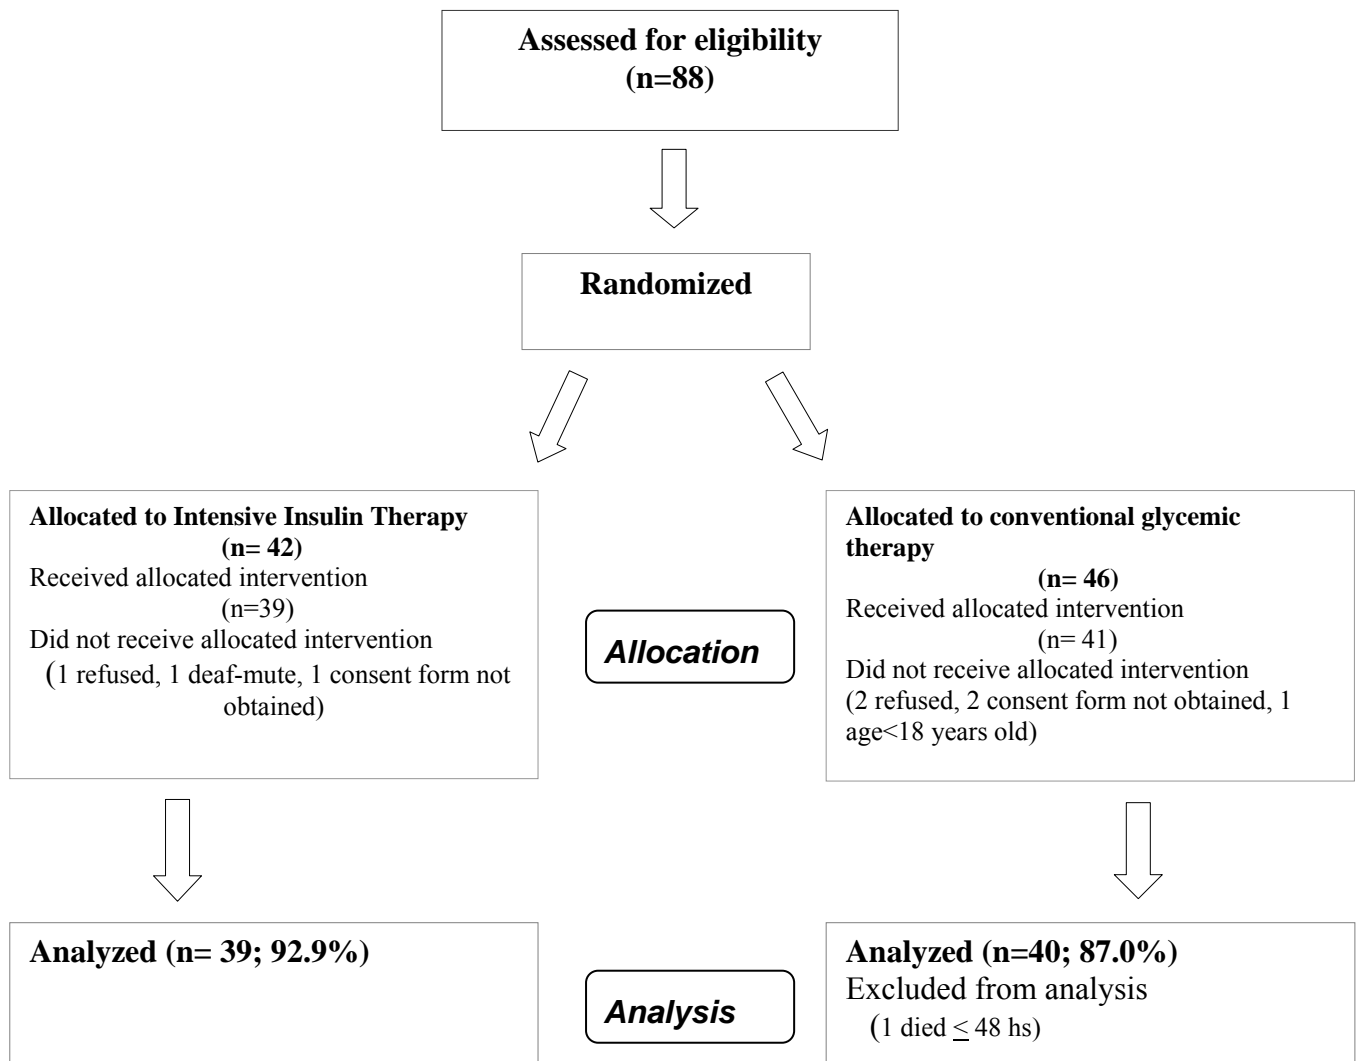 Assessed for eligibility
(n=88)
Randomized
Allocated to Intensive Insulin Therapy
(n= 42)
Received allocated intervention
(n=39)
Did not receive allocated intervention
(1 refused, 1 deaf-mute, 1 consent form not
obtained)
Allocation
Allocated to conventional glycemic
therapy
(n= 46)
Received allocated intervention
(n= 41)
Did not receive allocated intervention
(2 refused, 2 consent form not obtained, 1
age<18 years old)
Analyzed (n= 39; 92.9%)
Analysis
Analyzed (n=40; 87.0%)
Excluded from analysis
(1 died ≤ 48 hs)